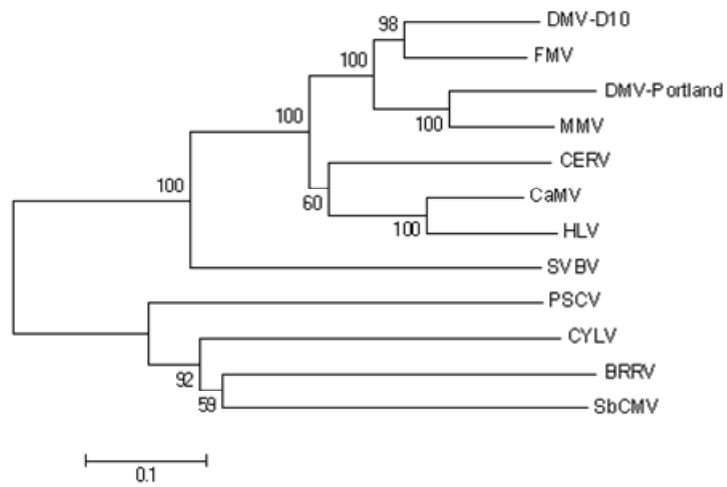 DMV-D10
98
FMV
100
DMV-Portland
100
100
MMV
CERV
100
CaMV
60
100
HLV
SVBV
PSCV
CYLV
92
BRRV
59
SbCMV
0.1